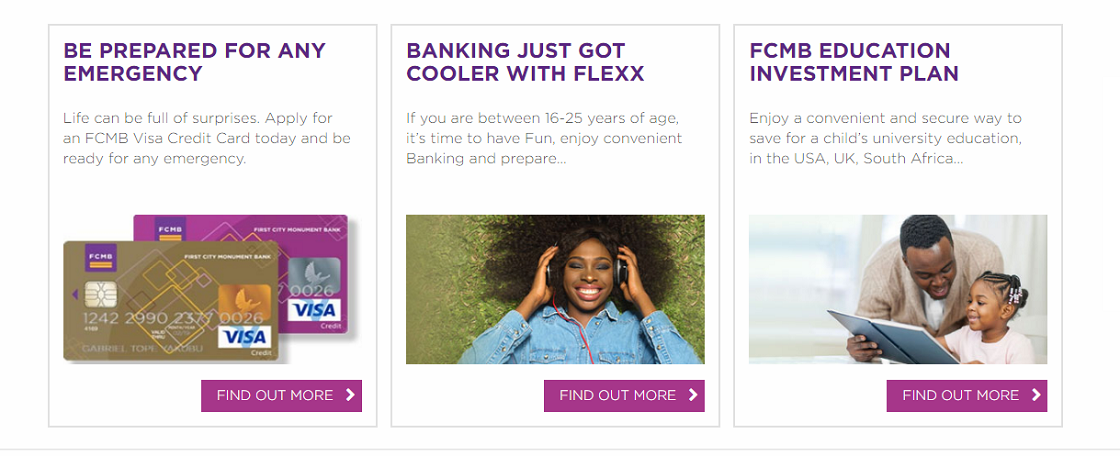 BE PREPARED FOR ANY
EMERGENCY
Life can be full of surprises. Apply for
an FCMB Visa Credit Card today and be
ready for any emergency.
FCMB
FIRST CITY MONUMENT BANK
FCMB
FIRST CITY MONUMENT BANK
0026
VISA
Credit
1242 2990 2377 0026
VISA
Credit
GABRIEL TOPE YAKUBU
FIND OUT MORE
BANKING JUST GOT
COOLER WITH FLEXX
If you are between 16-25 years of age,
it's time to have Fun, enjoy convenient
Banking and prepare...
FIND OUT MORE
FCMB EDUCATION
INVESTMENT PLAN
Enjoy a convenient and secure way to
save for a child's university education,
in the USA, UK, South Africa...
FIND OUT MORE